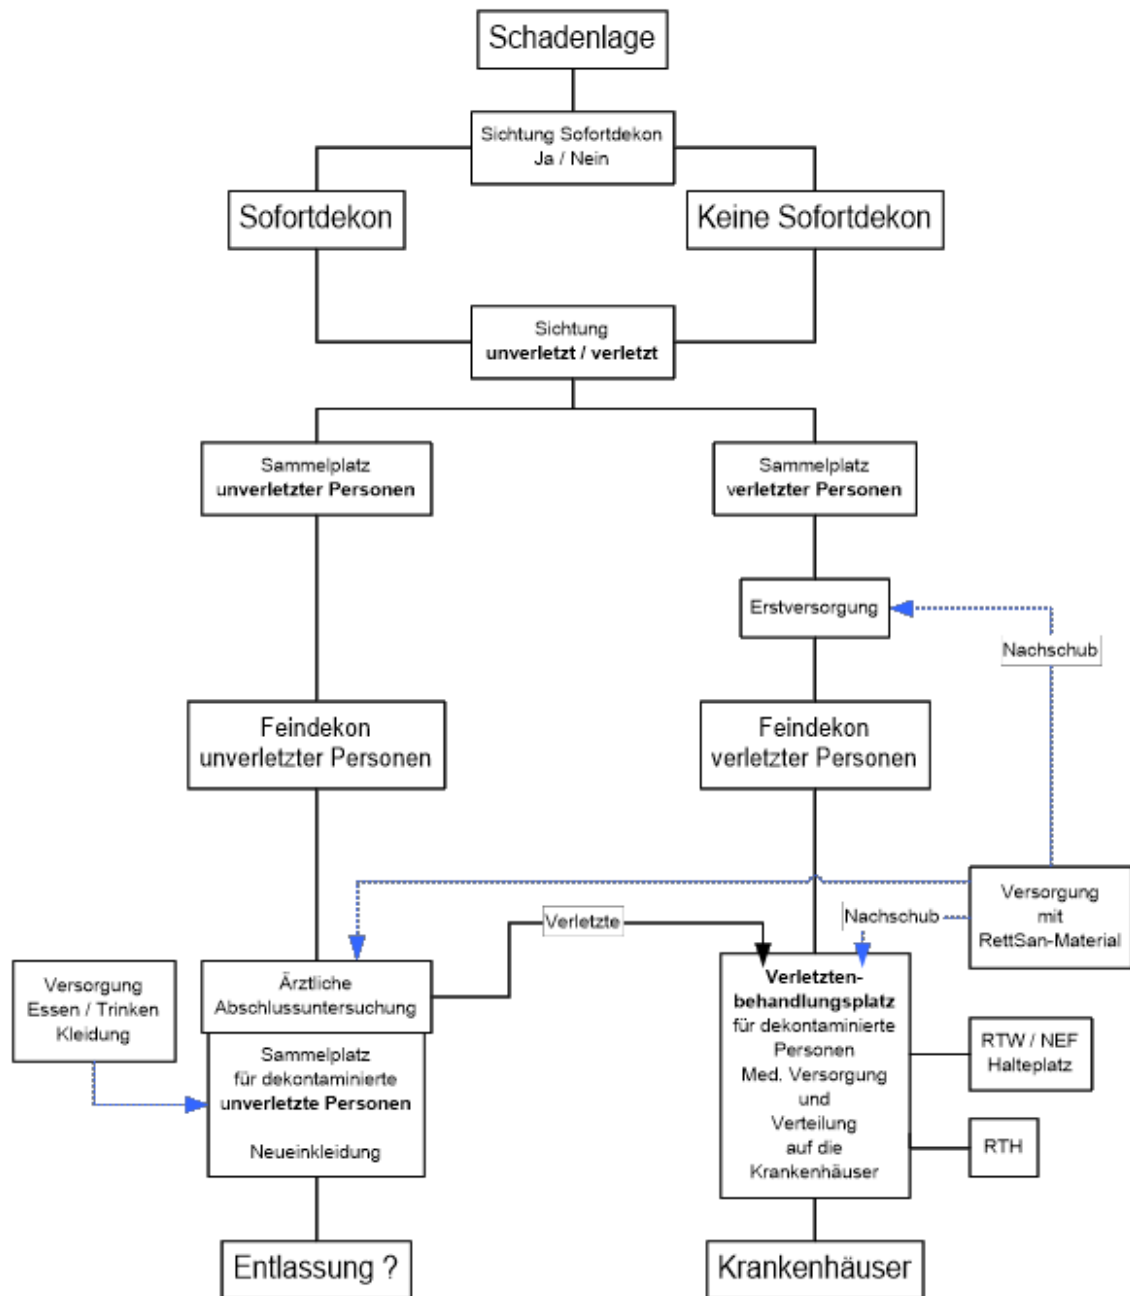 Schadenlage
Sichtung Sofortdekon
Ja / Nein
Sofortdekon
Keine Sofortdekon
Sichtung
unverletzt / verletzt
Sammelplatz
unverletzter Personen
Sammelplatz
verletzter Personen
Erstversorgung
Nachschub
Feindekon
unverletzter Personen
Feindekon
verletzter Personen
Versorgung
mit
RettSan-Material
Nachschub
Verletzte
Versorgung
Essen / Trinken
Kleidung
Ärztliche
Abschlussuntersuchung
Sammelplatz
für dekontaminierte
unverletzte Personen
Neueinkleidung
Verletzten-
behandlungsplatz
für dekontaminierte
Personen
Med. Versorgung
und
Verteilung
auf die
Krankenhäuser
RTW / NEF
Halteplatz
RTH
Entlassung ?
Krankenhäuser